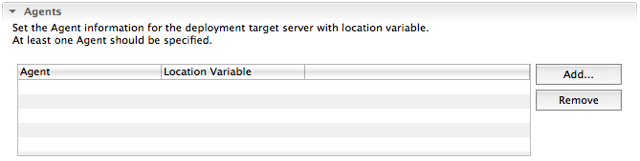 Agents
Set the Agent information for the deployment target server with location variable.
At least one Agent should be specified.
Agent Location Variable
Add...
Remove